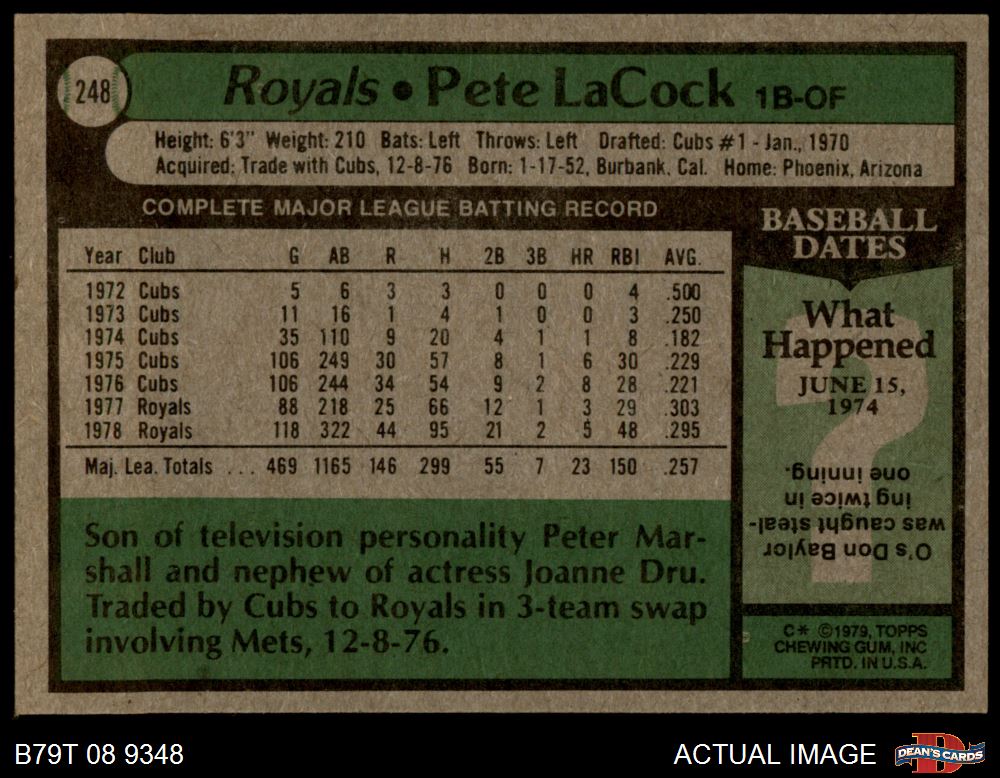 248
Royals • Pete LaCock 1B-OF
Height: 6'3" Weight: 210 Bats: Left Throws: Left Drafted: Cubs #1 - Jan., 1970
Acquired: Trade with Cubs, 12-8-76 Born: 1-17-52, Burbank, Cal. Home: Phoenix, Arizona
COMPLETE MAJOR LEAGUE BATTING RECORD
Year Club G AB R H 2B 3B HR RBI AVG.
1972 Cubs 5 6 3 3 0 0 0 4 .500
1973 Cubs 11 16 1 4 1 0 0 3 .250
1974 Cubs 35 110 9 20 4 1 1 8 .182
1975 Cubs 106 249 30 57 8 1 6 30 .229
1976 Cubs 106 244 34 54 9 2 8 28 .221
1977 Royals 88 218 25 66 12 1 3 29 .303
1978 Royals 118 322 44 95 21 2 5 48 .295
Maj. Lea. Totals ... 469 1165 146 299 55 7 23 150 .257
Son of television personality Peter Mar-
shall and nephew of actress Joanne Dru.
Traded by Cubs to Royals in 3-team swap
involving Mets, 12-8-76.
BASEBALL
DATES
What
Happened
JUNE 15,
1974
?
O's Don Baylor
was caught steal-
ing twice in
one inning.
C* ©1979, TOPPS
CHEWING GUM, INC
PRTD. IN U.S.A.
B79T 08 9348
ACTUAL IMAGE
D
DEAN'S CARDS